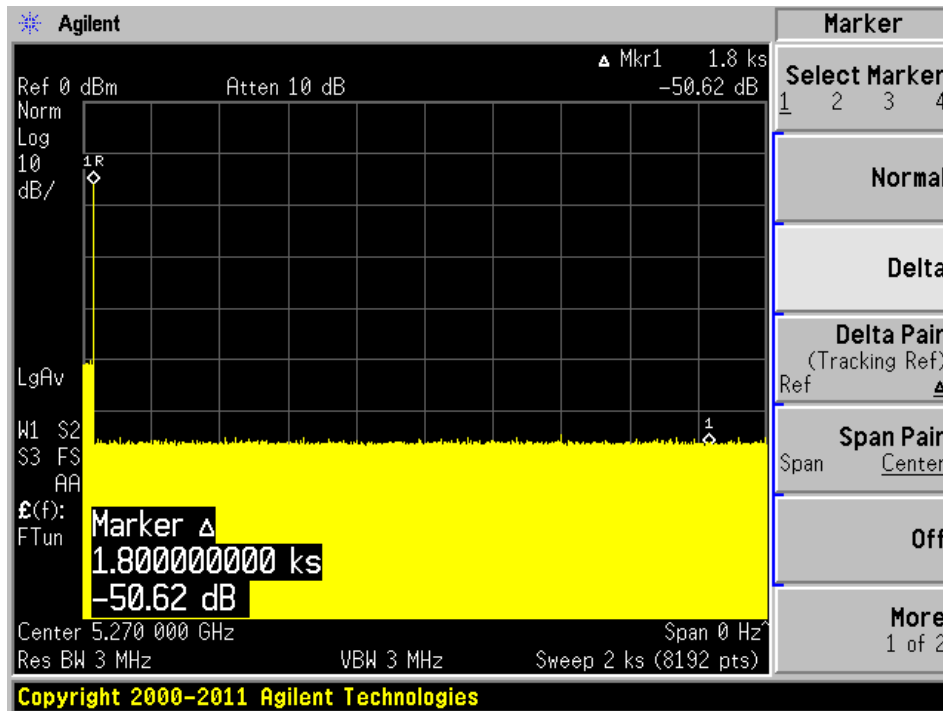 Agilent
Marker
Δ Mkr1 1.8 ks
Ref 0 dBm Atten 10 dB -50.62 dB
Norm
Log
10
dB/
1R
LgAv
W1 S2
S3 FS
AA
£(f):
FTun
1
Marker Δ
1.800000000 ks
-50.62 dB
Center 5.270 000 GHz Span 0 Hz^
Res BW 3 MHz VBW 3 MHz Sweep 2 ks (8192 pts)
Copyright 2000-2011 Agilent Technologies
Select Marker
1 2 3 4
Normal
Delta
Delta Pair
(Tracking Ref)
Ref Δ
Span Pair
Span Center
Off
More
1 of 2